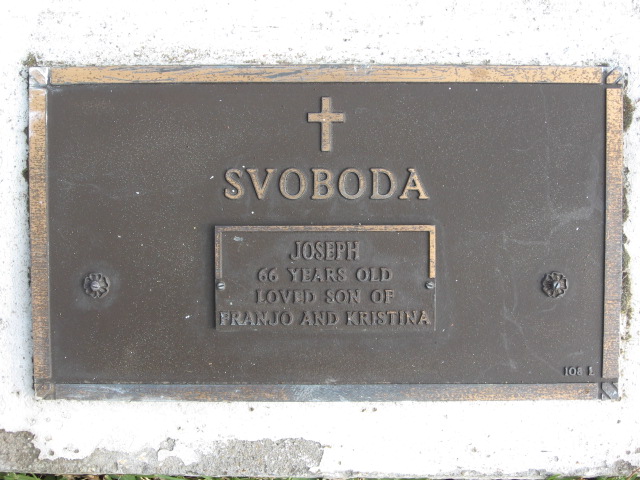 SVOBODA
JOSEPH
66 YEARS OLD
LOVED SON OF
FRANJO AND KRISTINA
108 L